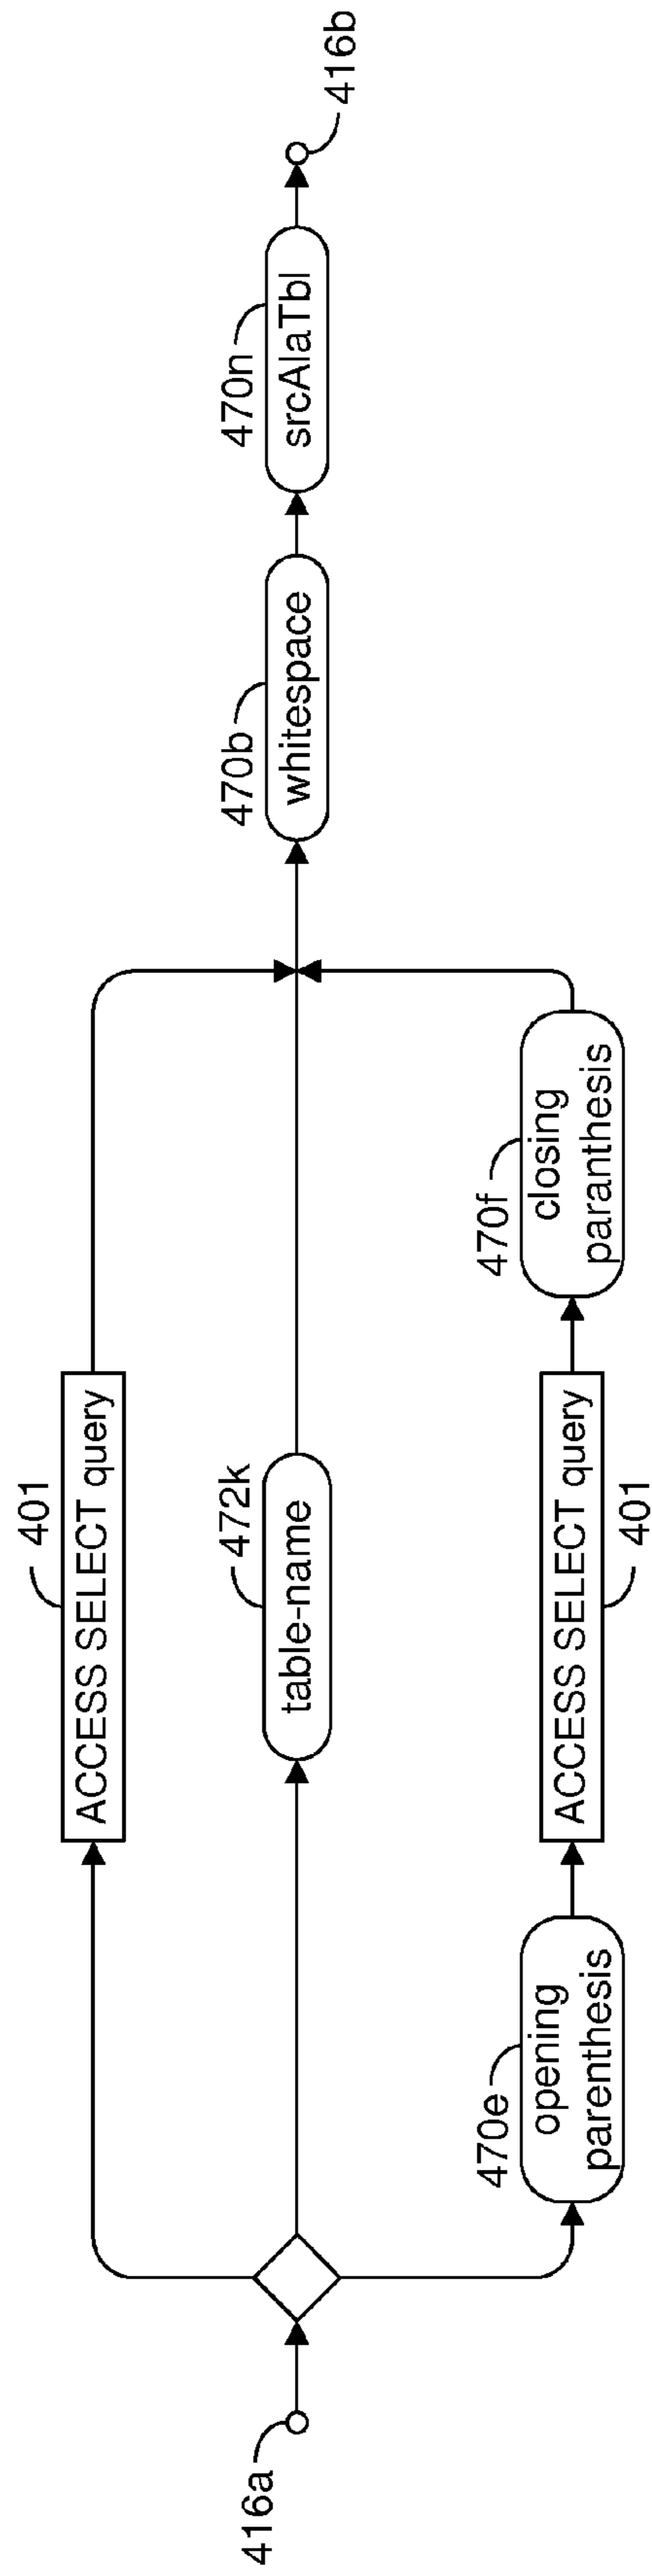 401
ACCESS SELECT query
416a
472k
table-name
470b
whitespace
470n
srcAlaTbl
416b
470e
opening
parenthesis
ACCESS SELECT query
401
470f
closing
paranthesis